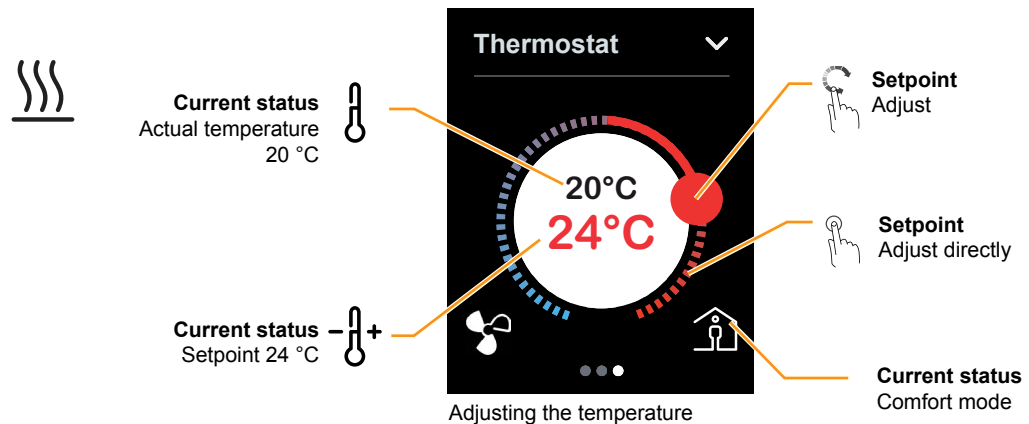 Thermostat
Current status
Actual temperature
20 °C
20°C
24°C
Current status
Setpoint 24 °C
Setpoint
Adjust
Setpoint
Adjust directly
Current status
Comfort mode
Adjusting the temperature